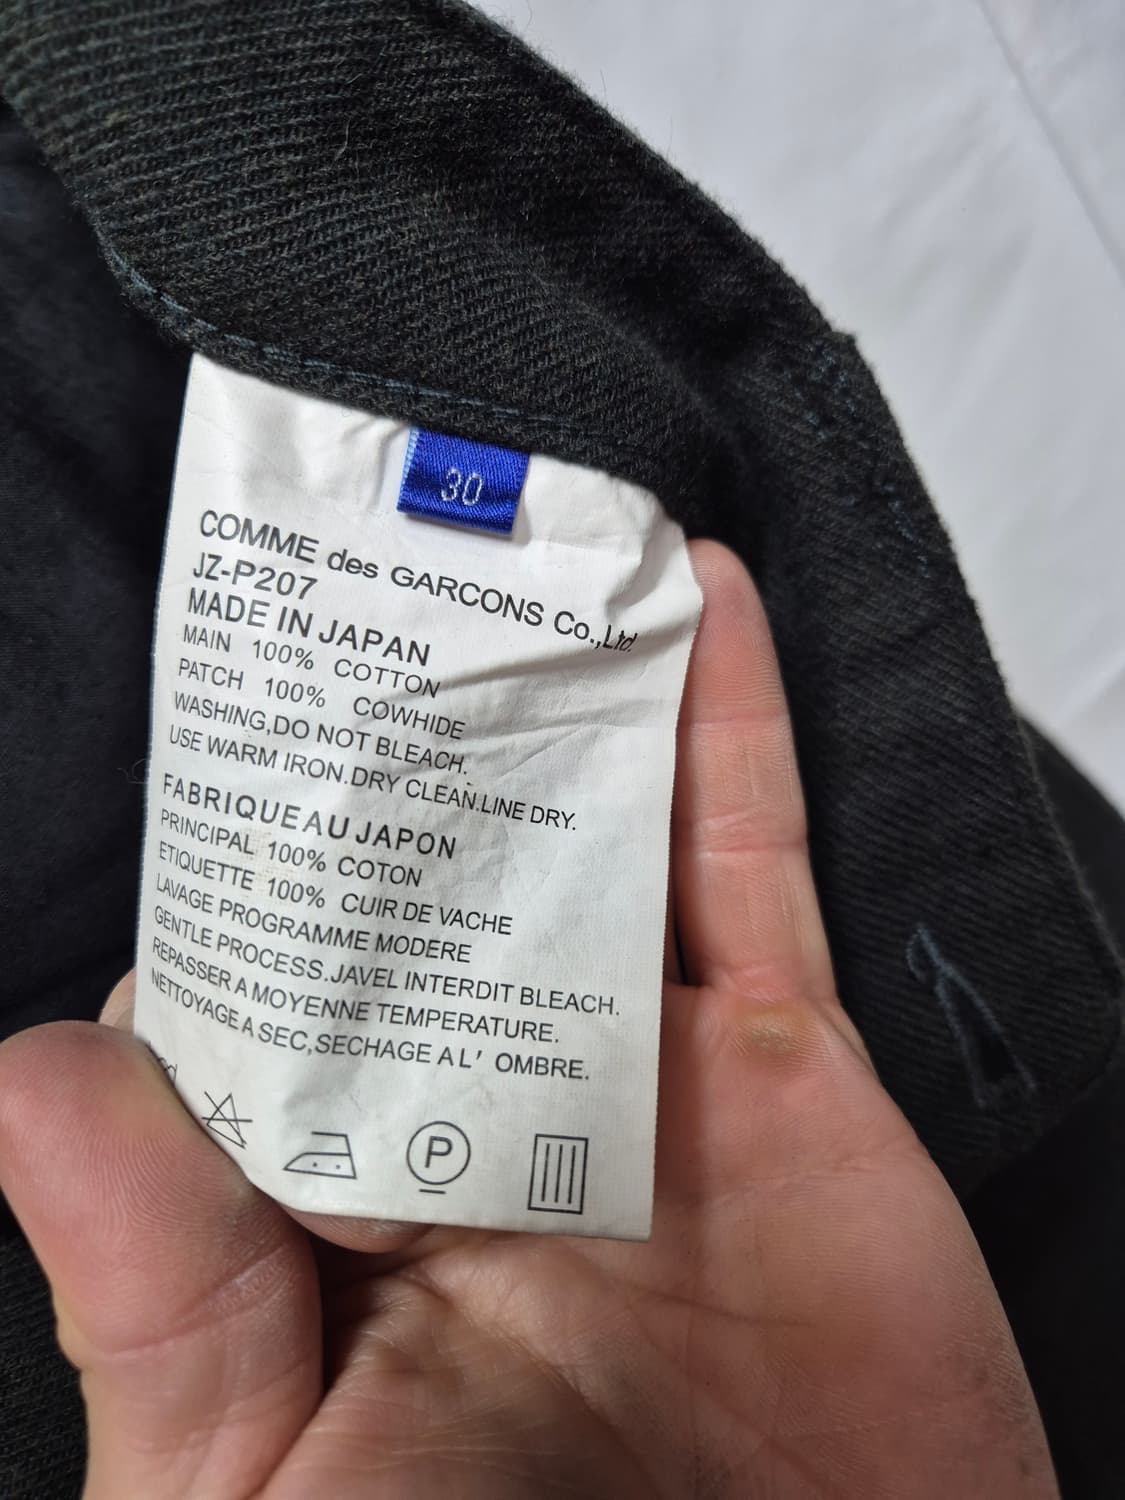 30
COMME des GARCONS Co.,Ltd.
JZ-P207
MADE IN JAPAN
MAIN 100% COTTON
PATCH 100% COWHIDE
WASHING,DO NOT BLEACH.
USE WARM IRON.DRY CLEAN.LINE DRY.
FABRIQUE AU JAPON
PRINCIPAL 100% COTON
ETIQUETTE 100% CUIR DE VACHE
LAVAGE PROGRAMME MODERE
GENTLE PROCESS.JAVEL INTERDIT BLEACH.
REPASSER A MOYENNE TEMPERATURE.
NETTOYAGE A SEC,SECHAGE A L' OMBRE.
P